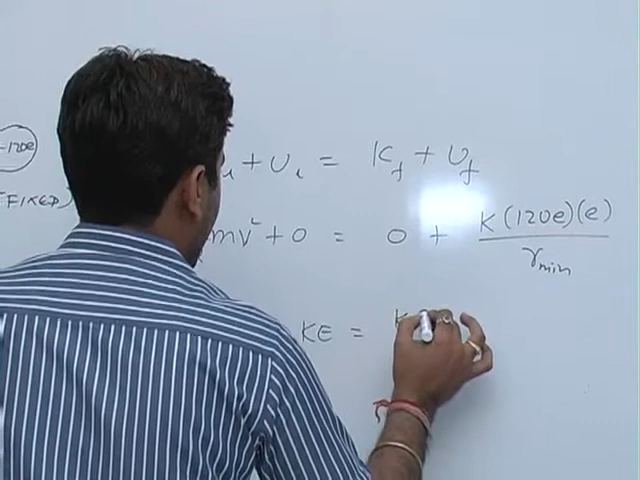 120e
FIXED)
+ U_i = K_f + U_f
mv² + 0 = 0 + K(120e)(e) / r_min
KE = K